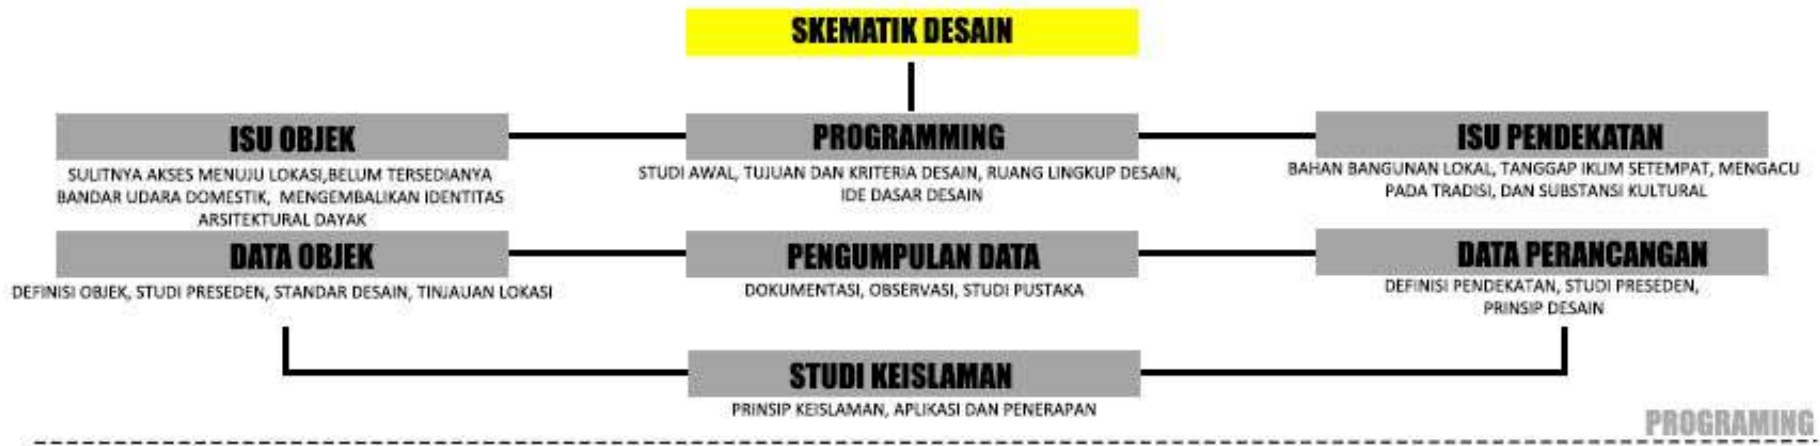 SKEMATIK DESAIN
ISU OBJEK
SULITNYA AKSES MENUJU LOKASI,BELUM TERSEDIANYA
BANDAR UDARA DOMESTIK, MENGEMBALIKAN IDENTITAS
ARSITEKTURAL DAYAK
PROGRAMMING
STUDI AWAL, TUJUAN DAN KRITERIA DESAIN, RUANG LINGKUP DESAIN,
IDE DASAR DESAIN
ISU PENDEKATAN
BAHAN BANGUNAN LOKAL, TANGGAP IKLIM SETEMPAT, MENGACU
PADA TRADISI, DAN SUBSTANSI KULTURAL
DATA OBJEK
DEFINISI OBJEK, STUDI PRESEDEN, STANDAR DESAIN, TINJAUAN LOKASI
PENGUMPULAN DATA
DOKUMENTASI, OBSERVASI, STUDI PUSTAKA
DATA PERANCANGAN
DEFINISI PENDEKATAN, STUDI PRESEDEN,
PRINSIP DESAIN
STUDI KEISLAMAN
PRINSIP KEISLAMAN, APLIKASI DAN PENERAPAN
PROGRAMING